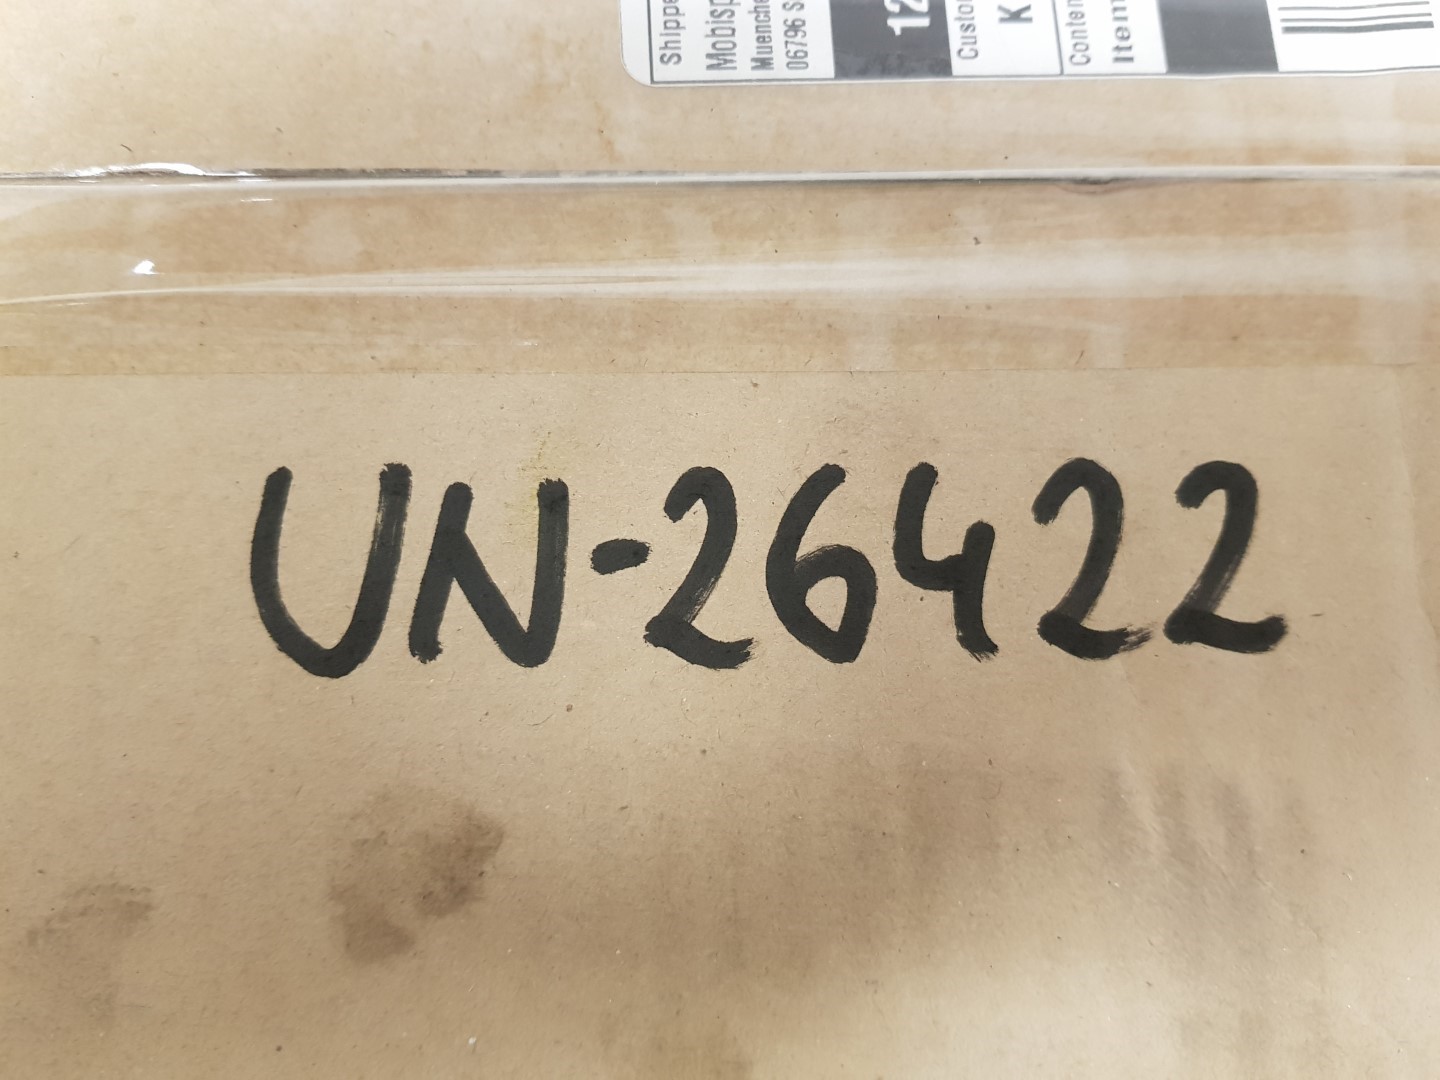 Shippe
Mobisp
Muenche
06796 S
12
Custo
K
Conten
Item
UN-26422